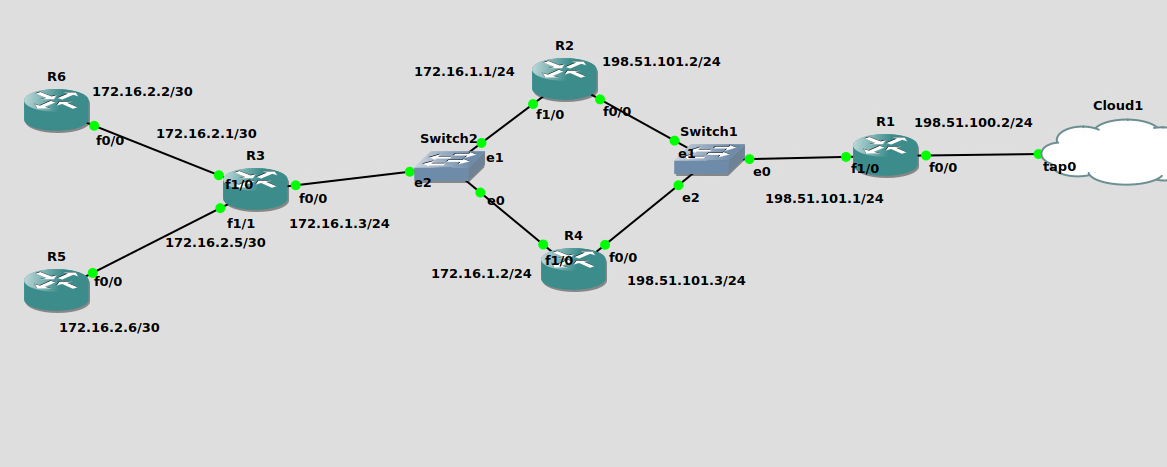 R2
172.16.1.1/24
198.51.101.2/24
f1/0
f0/0
R6
172.16.2.2/30
f0/0
172.16.2.1/30
R3
f1/0
f0/0
f1/1
172.16.1.3/24
172.16.2.5/30
R5
f0/0
172.16.2.6/30
Switch2
e1
e2
e0
R4
f1/0
f0/0
172.16.1.2/24
198.51.101.3/24
Switch1
e1
e0
e2
R1
198.51.100.2/24
f1/0
f0/0
198.51.101.1/24
Cloud1
tap0